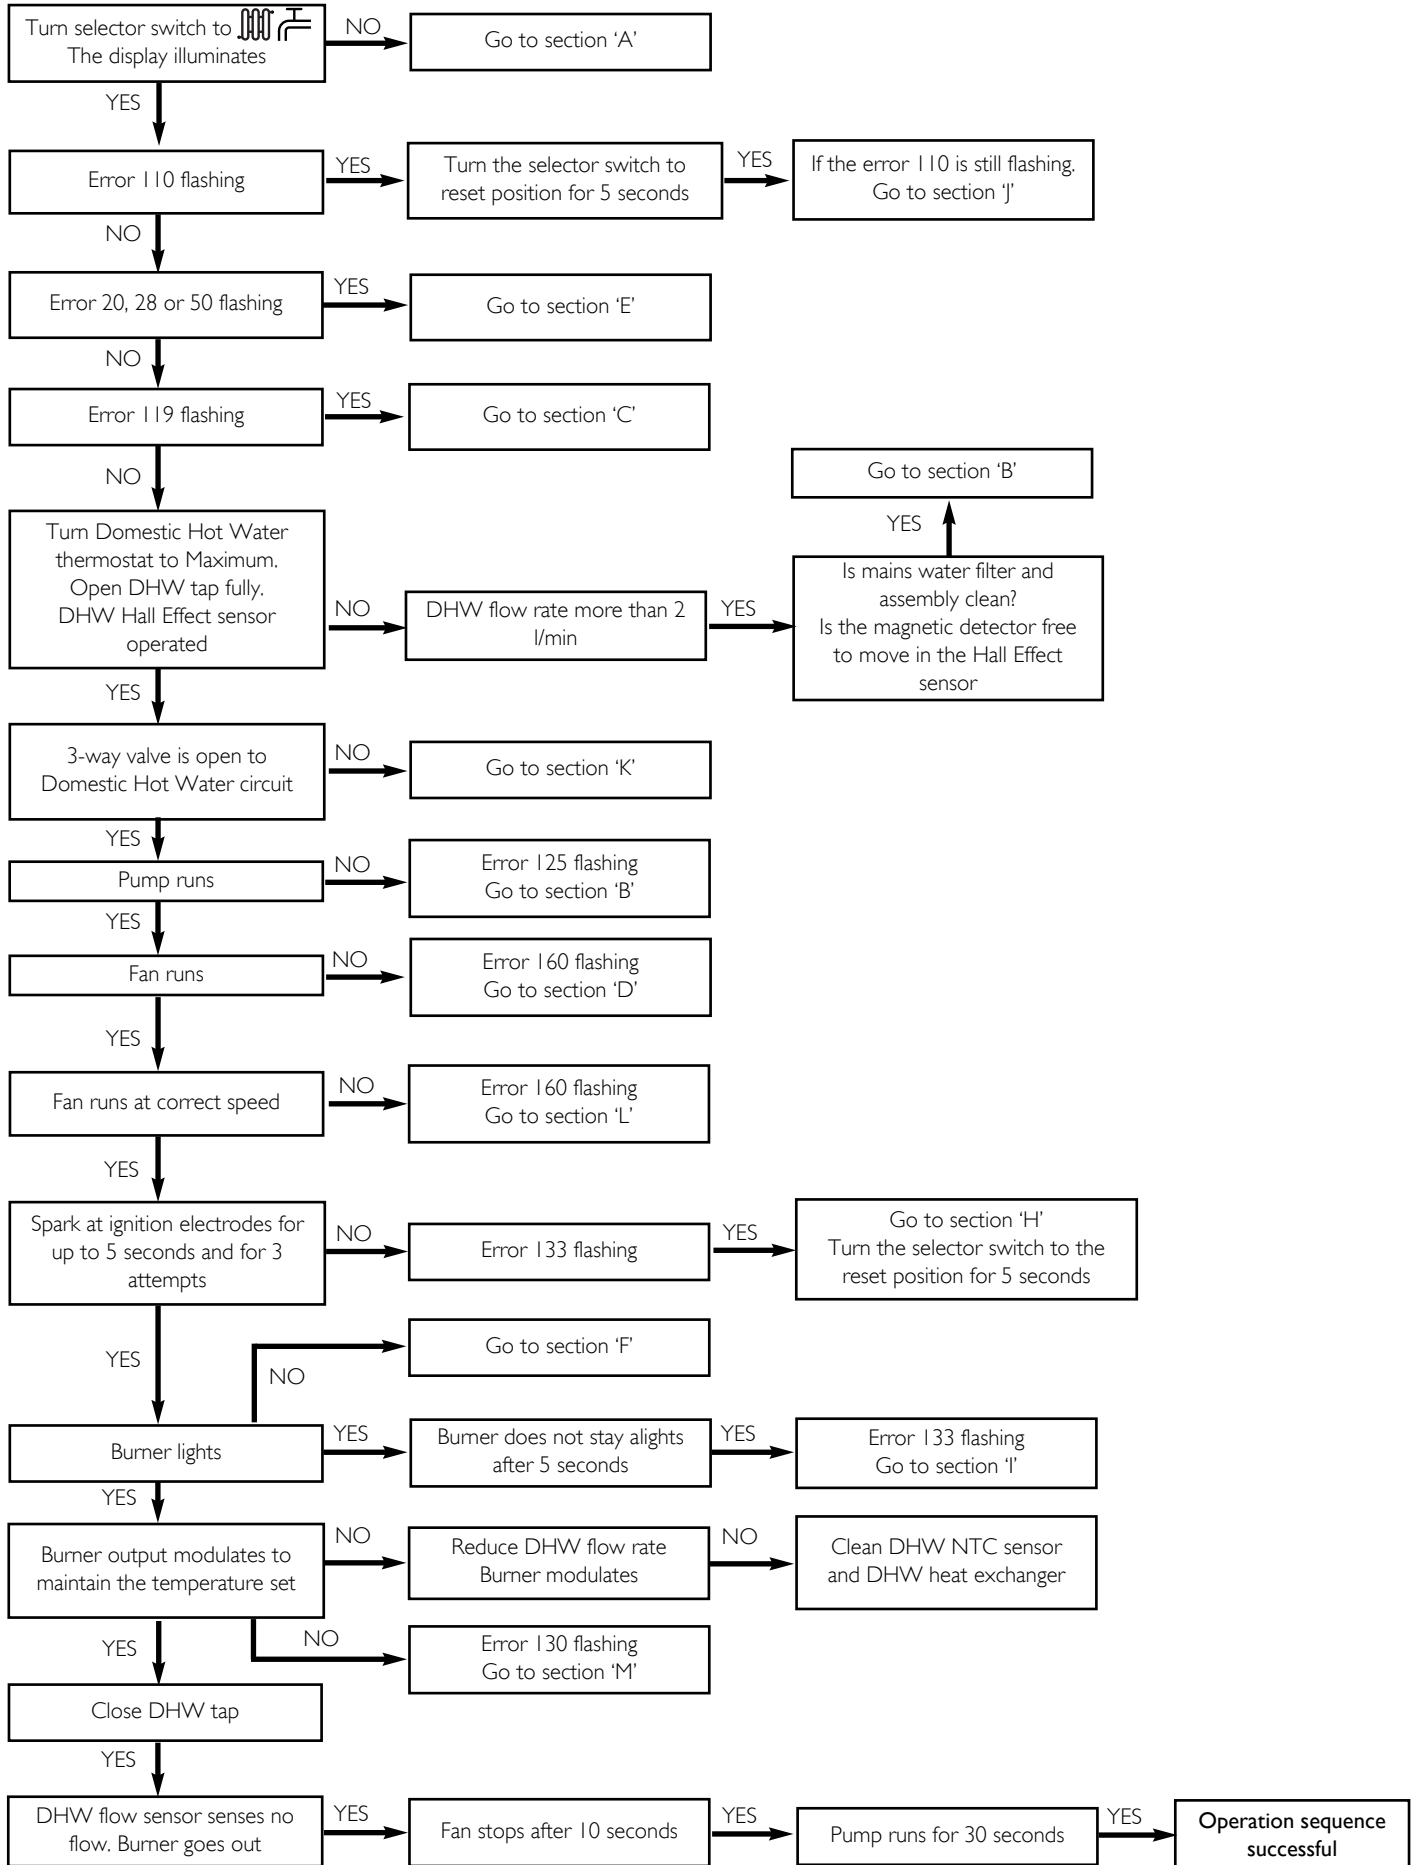 Turn selector switch to
The display illuminates
NO
Go to section ‘A’
YES
Error 110 flashing
YES
Turn the selector switch to
reset position for 5 seconds
YES
If the error 110 is still flashing.
Go to section ‘J’
NO
Error 20, 28 or 50 flashing
YES
Go to section ‘E’
NO
Error 119 flashing
YES
Go to section ‘C’
NO
Turn Domestic Hot Water
thermostat to Maximum.
Open DHW tap fully.
DHW Hall Effect sensor
operated
NO
DHW flow rate more than 2
l/min
YES
Is mains water filter and
assembly clean?
Is the magnetic detector free
to move in the Hall Effect
sensor
YES
Go to section ‘B’
YES
3-way valve is open to
Domestic Hot Water circuit
NO
Go to section ‘K’
YES
Pump runs
NO
Error 125 flashing
Go to section ‘B’
YES
Fan runs
NO
Error 160 flashing
Go to section ‘D’
YES
Fan runs at correct speed
NO
Error 160 flashing
Go to section ‘L’
YES
Spark at ignition electrodes for
up to 5 seconds and for 3
attempts
NO
Error 133 flashing
YES
Go to section ‘H’
Turn the selector switch to the
reset position for 5 seconds
YES
NO
Go to section ‘F’
Burner lights
YES
Burner does not stay alights
after 5 seconds
YES
Error 133 flashing
Go to section ‘I’
YES
Burner output modulates to
maintain the temperature set
NO
Reduce DHW flow rate
Burner modulates
NO
Clean DHW NTC sensor
and DHW heat exchanger
NO
Error 130 flashing
Go to section ‘M’
YES
Close DHW tap
YES
DHW flow sensor senses no
flow. Burner goes out
YES
Fan stops after 10 seconds
YES
Pump runs for 30 seconds
YES
Operation sequence
successful